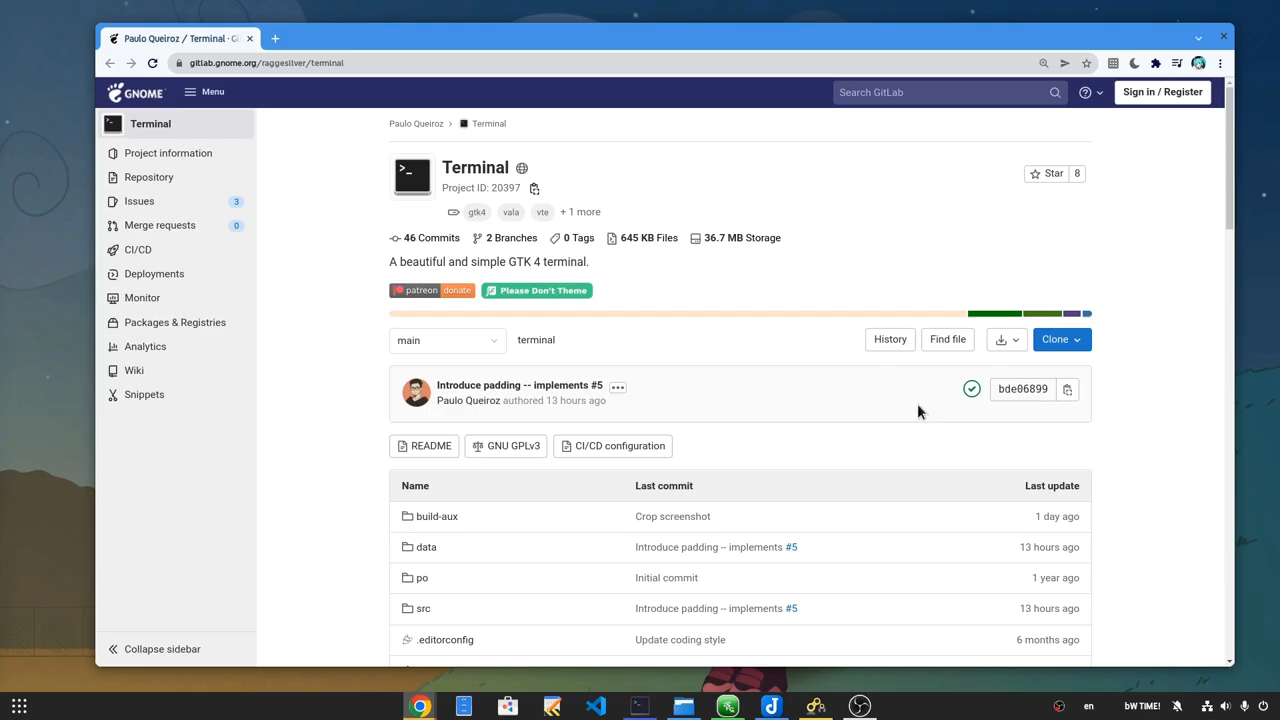 Paulo Queiroz / Terminal · Gi
gitlab.gnome.org/raggesilver/terminal
GNOME
Menu
Search GitLab
Sign in / Register
Terminal
Project information
Repository
Issues
3
Merge requests
0
CI/CD
Deployments
Monitor
Packages & Registries
Analytics
Wiki
Snippets
Collapse sidebar
Paulo Queiroz
Terminal
Terminal
Project ID: 20397
gtk4
vala
vte
+ 1 more
Star
8
46 Commits
2 Branches
0 Tags
645 KB Files
36.7 MB Storage
A beautiful and simple GTK 4 terminal.
patreon donate
Please Don't Theme
main
terminal
History
Find file
Clone
Introduce padding -- implements #5
Paulo Queiroz authored 13 hours ago
bde06899
README
GNU GPLv3
CI/CD configuration
Name
Last commit
Last update
build-aux
Crop screenshot
1 day ago
data
Introduce padding -- implements #5
13 hours ago
po
Initial commit
1 year ago
src
Introduce padding -- implements #5
13 hours ago
.editorconfig
Update coding style
6 months ago
en
bW TIME!